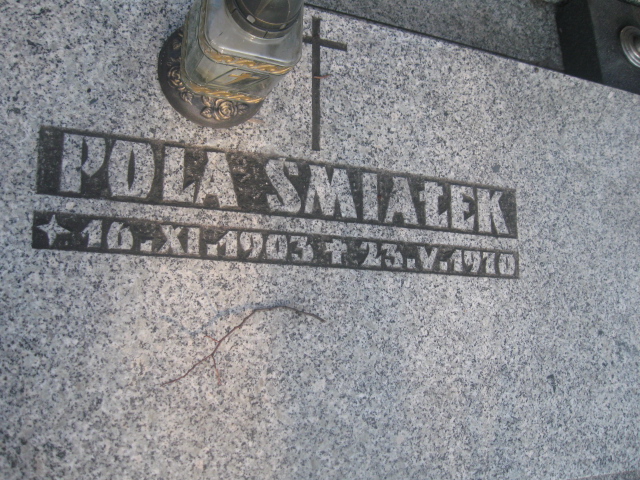 POLA ŚMIAŁEK
16.XI.1903 ✝ 23.V.1970